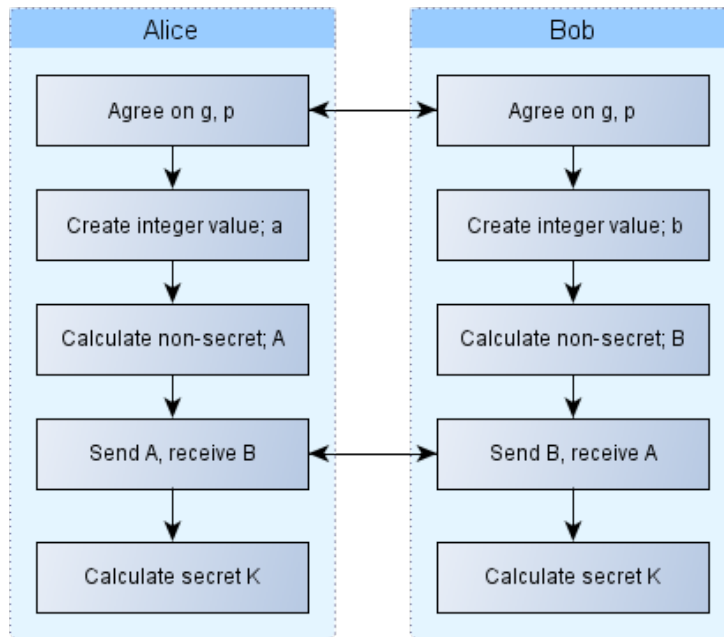 Alice
Agree on g, p
Create integer value; a
Calculate non-secret; A
Send A, receive B
Calculate secret K
Bob
Agree on g, p
Create integer value; b
Calculate non-secret; B
Send B, receive A
Calculate secret K